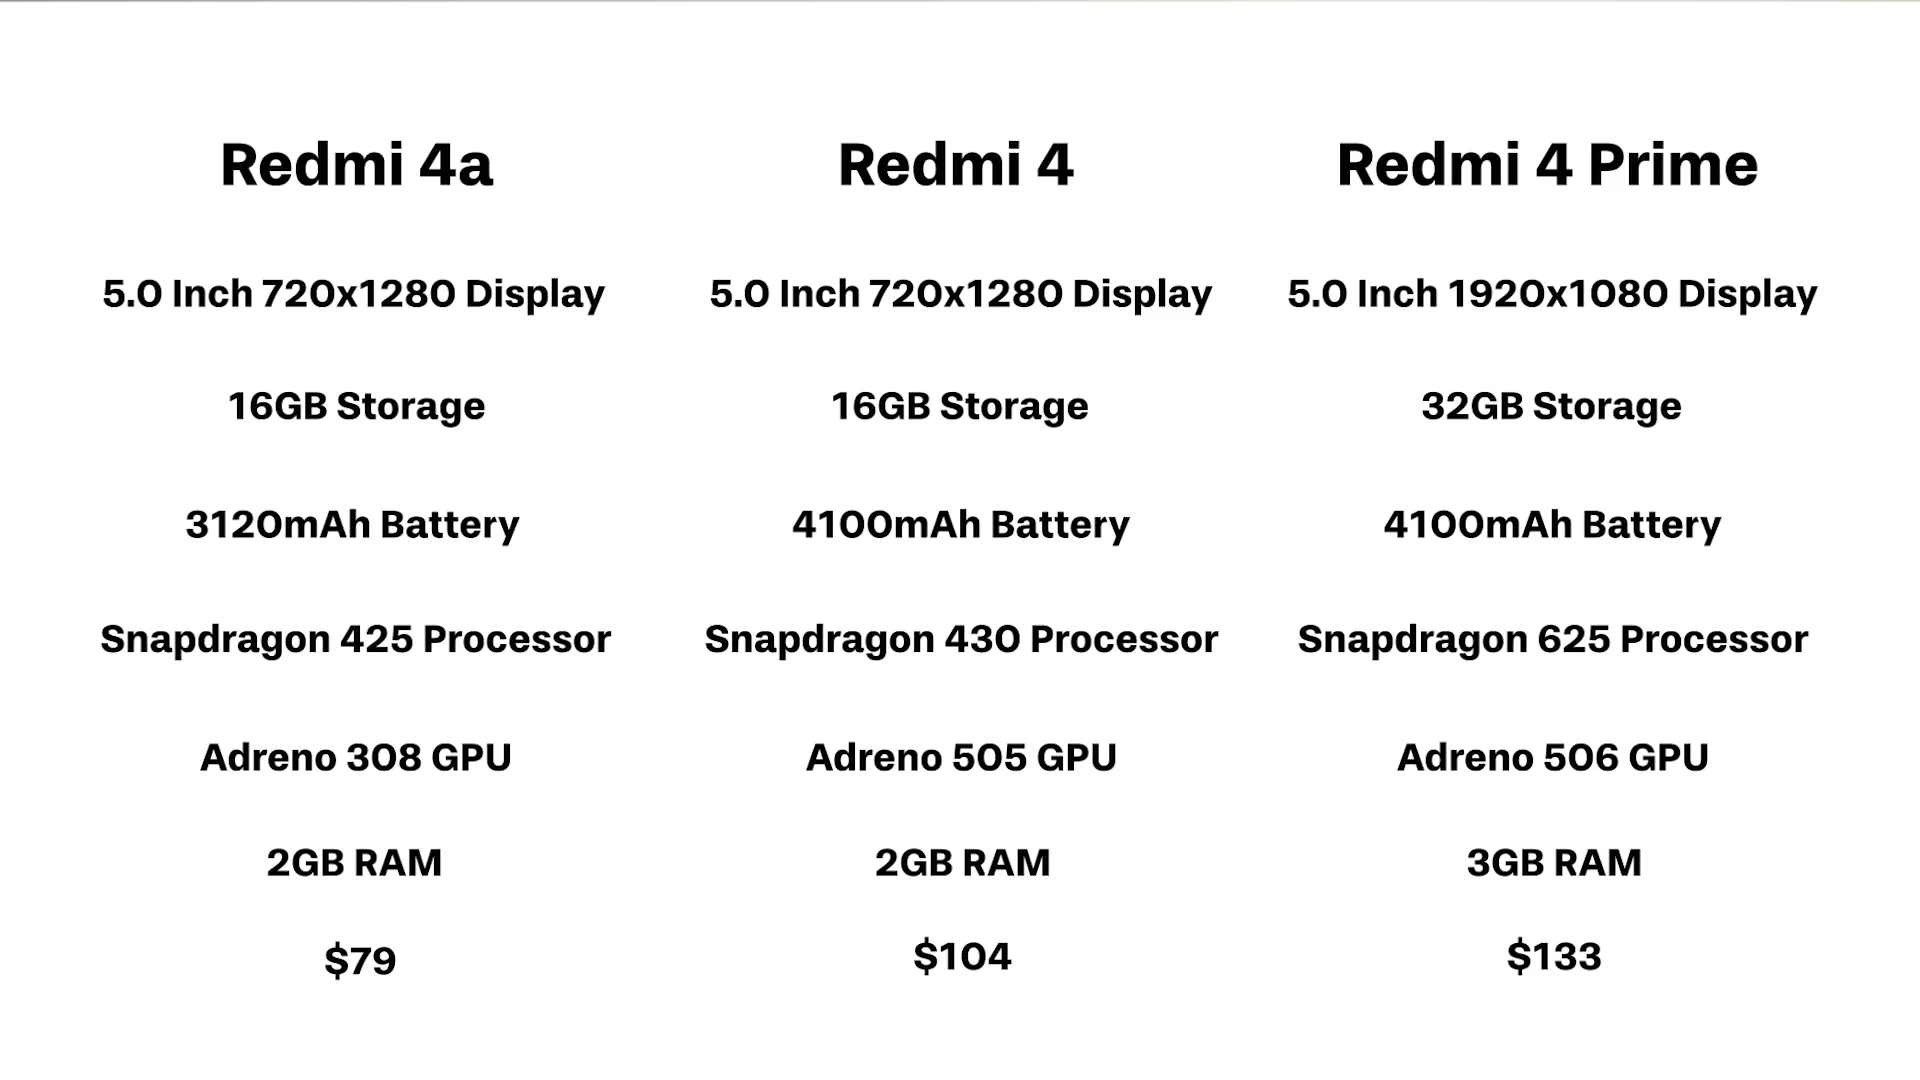 Redmi 4a
Redmi 4
Redmi 4 Prime
5.0 Inch 720x1280 Display
5.0 Inch 720x1280 Display
5.0 Inch 1920x1080 Display
16GB Storage
16GB Storage
32GB Storage
3120mAh Battery
4100mAh Battery
4100mAh Battery
Snapdragon 425 Processor
Snapdragon 430 Processor
Snapdragon 625 Processor
Adreno 308 GPU
Adreno 505 GPU
Adreno 506 GPU
2GB RAM
2GB RAM
3GB RAM
$79
$104
$133